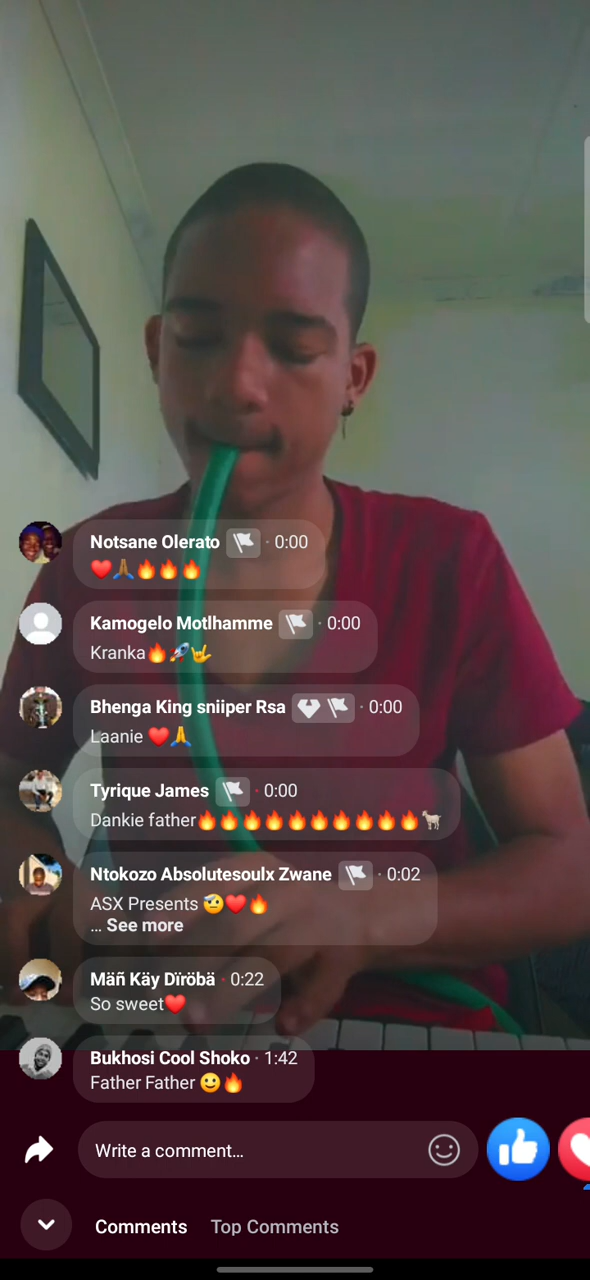 Notsane Olerato · 0:00
❤️🙏🏾🔥🔥🔥
Kamogelo Motlhamme · 0:00
Kranka🔥🚀🤟
Bhenga King sniiper Rsa · 0:00
Laanie ❤️🙏
Tyrique James · 0:00
Dankie father🔥🔥🔥🔥🔥🔥🔥🔥🔥🔥🐐
Ntokozo Absolutesoulx Zwane · 0:02
ASX Presents 🤕❤️🔥
... See more
Mäñ Käy Dïröbä · 0:22
So sweet❤️
Bukhosi Cool Shoko · 1:42
Father Father 🙂🔥
Write a comment...
Comments Top Comments